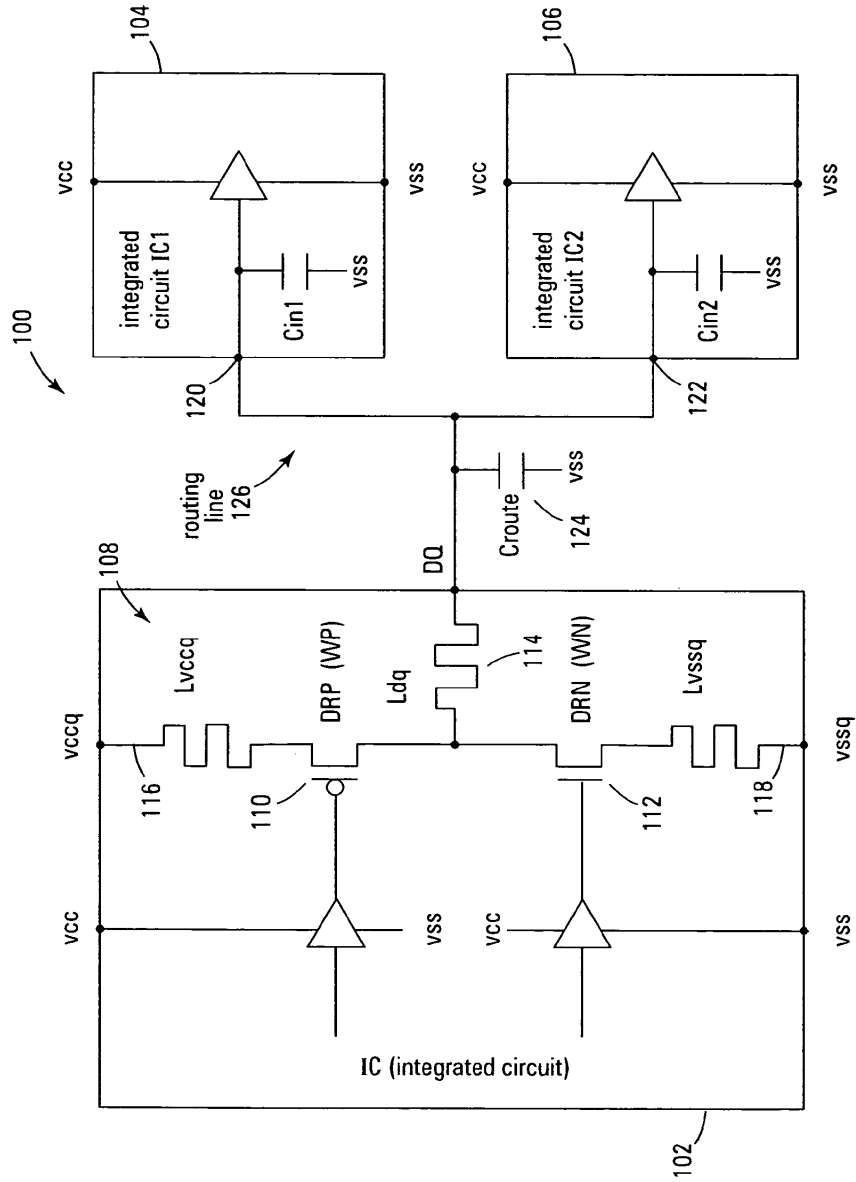 100
vcc
104
integrated
circuit IC1
Cin1
vss
vss
120
vcc
106
integrated
circuit IC2
Cin2
vss
vss
122
routing
line
126
DQ
Croute
vss
124
108
vccq
Lvccq
116
DRP (WP)
110
Ldq
114
DRN (WN)
112
Lvssq
118
vssq
vcc
vss
vcc
vss
IC (integrated circuit)
102